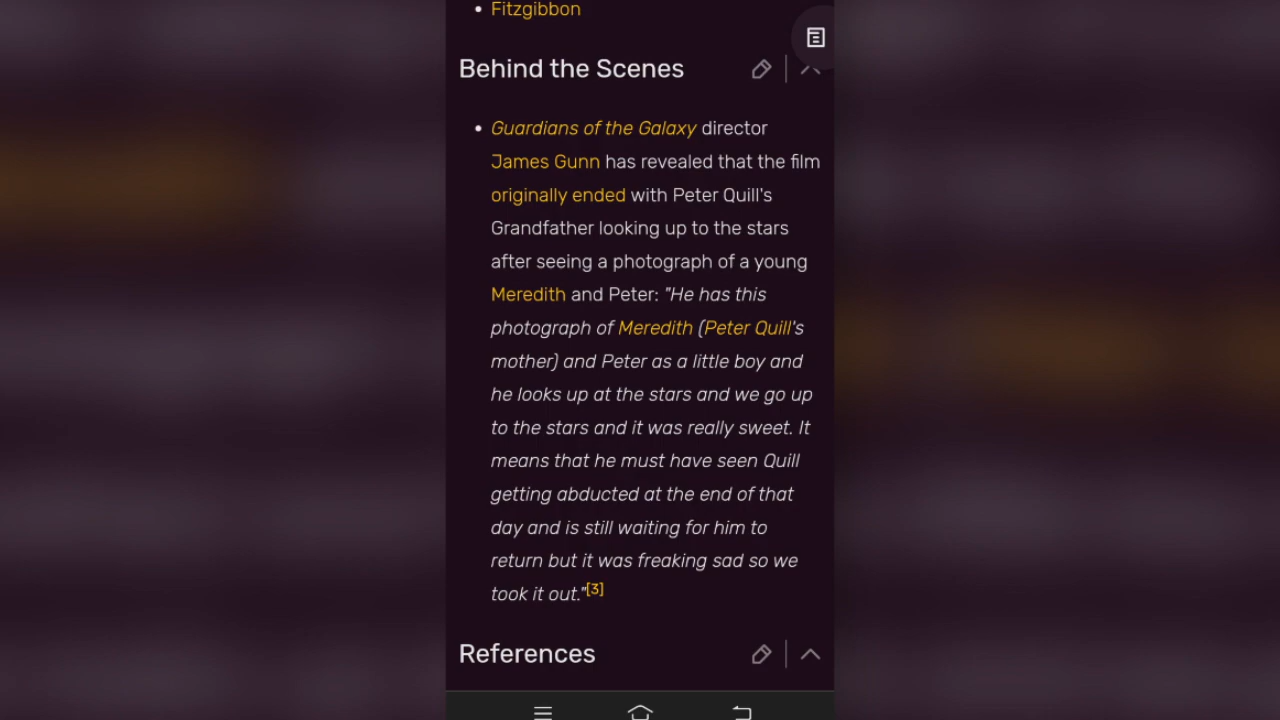 Fitzgibbon
Behind the Scenes
Guardians of the Galaxy director
James Gunn has revealed that the film
originally ended with Peter Quill's
Grandfather looking up to the stars
after seeing a photograph of a young
Meredith and Peter: "He has this
photograph of Meredith (Peter Quill's
mother) and Peter as a little boy and
he looks up at the stars and we go up
to the stars and it was really sweet. It
means that he must have seen Quill
getting abducted at the end of that
day and is still waiting for him to
return but it was freaking sad so we
took it out."[3]
References